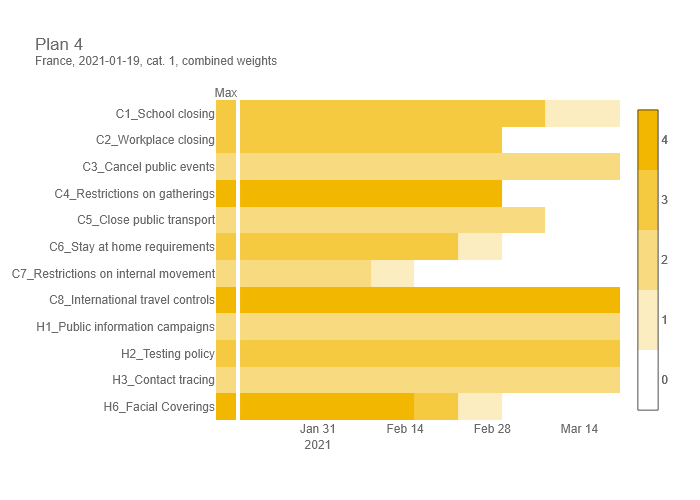 Plan 4
France, 2021-01-19, cat. 1, combined weights
Max
C1_School closing
C2_Workplace closing
C3_Cancel public events
C4_Restrictions on gatherings
C5_Close public transport
C6_Stay at home requirements
C7_Restrictions on internal movement
C8_International travel controls
H1_Public information campaigns
H2_Testing policy
H3_Contact tracing
H6_Facial Coverings
Jan 31 Feb 14 Feb 28 Mar 14
2021
4
3
2
1
0